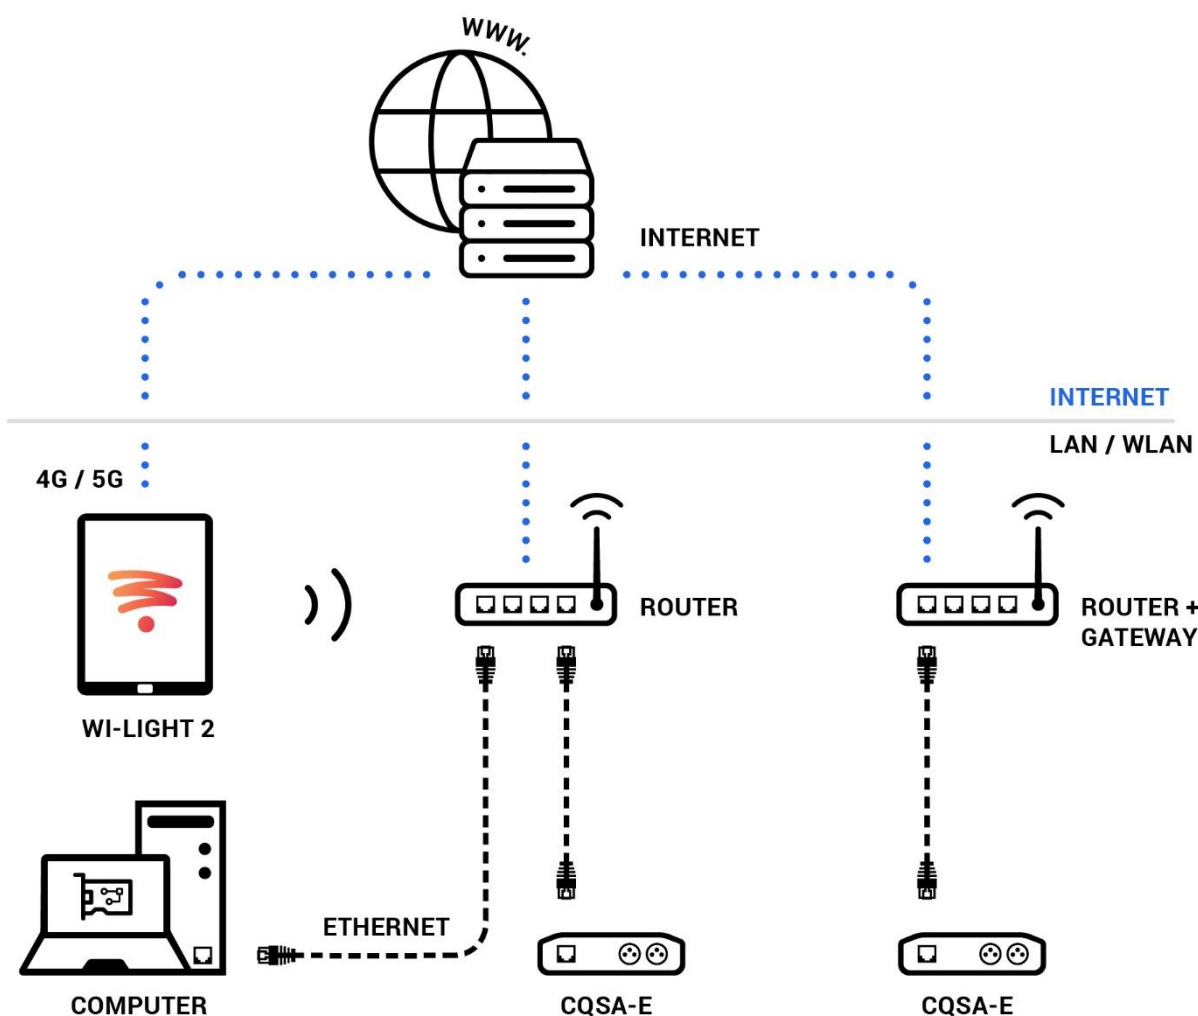 WWW.
INTERNET
INTERNET
LAN / WLAN
4G / 5G
ROUTER
ROUTER +
GATEWAY
WI-LIGHT 2
ETHERNET
COMPUTER
CQSA-E
CQSA-E